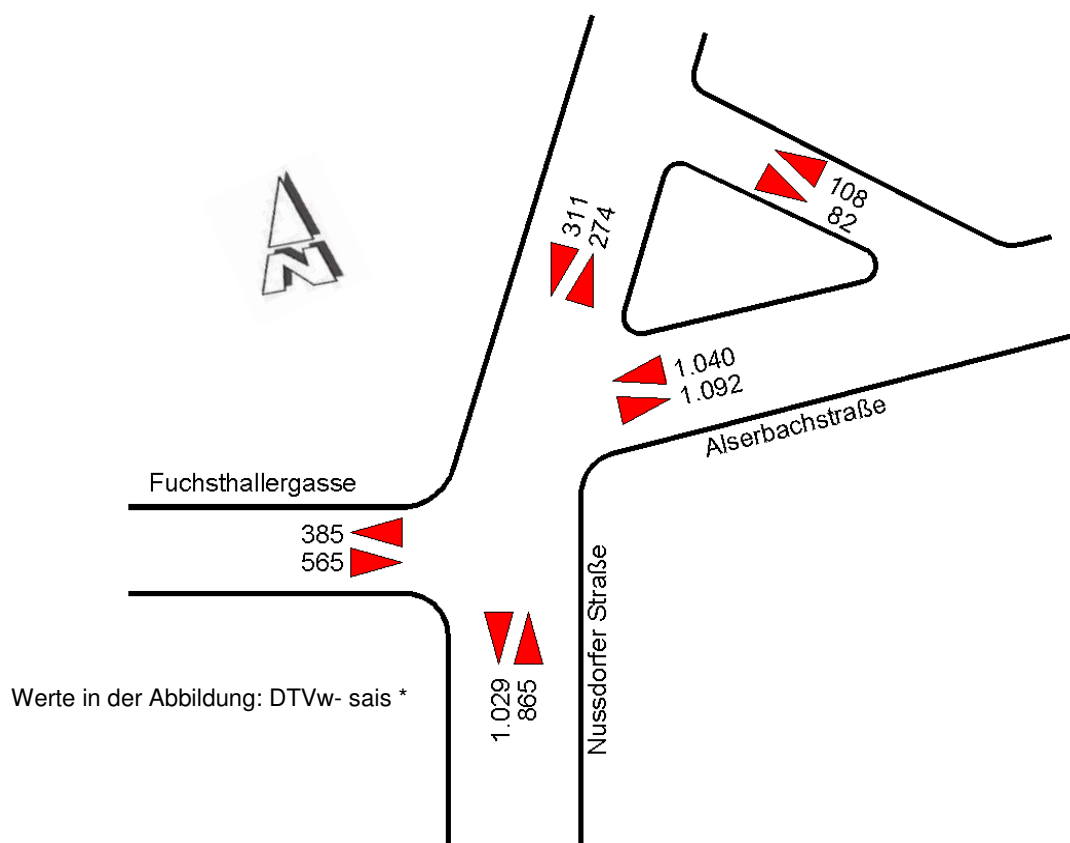 108
82
311
274
1.040
1.092
Alserbachstraße
Fuchsthallergasse
385
565
Nussdorfer Straße
Werte in der Abbildung: DTVw- sais *
1.029
865
N